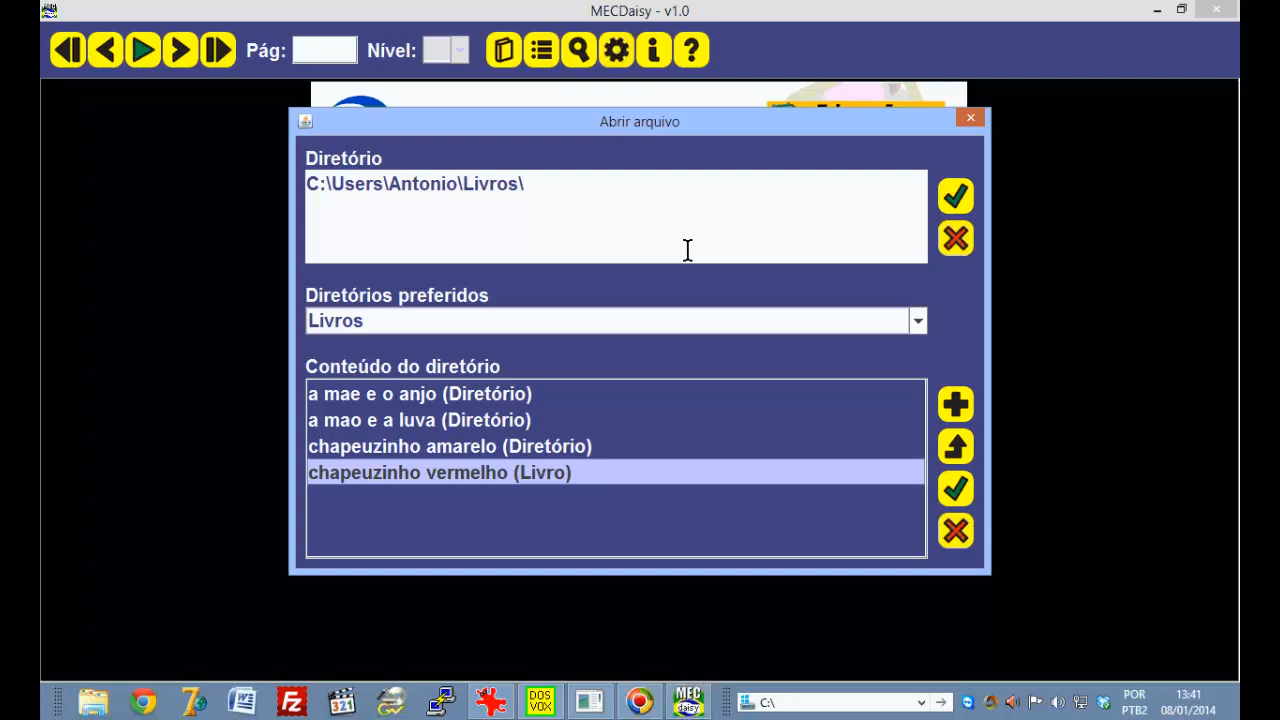 MECDaisy - v1.0
Pág:
Nível:
Abrir arquivo
Diretório
C:\Users\Antonio\Livros\
Diretórios preferidos
Livros
Conteúdo do diretório
a mae e o anjo (Diretório)
a mao e a luva (Diretório)
chapeuzinho amarelo (Diretório)
chapeuzinho vermelho (Livro)
321
DOS
VOX
MEC
daisy
C:\
POR
PTB2
13:41
08/01/2014